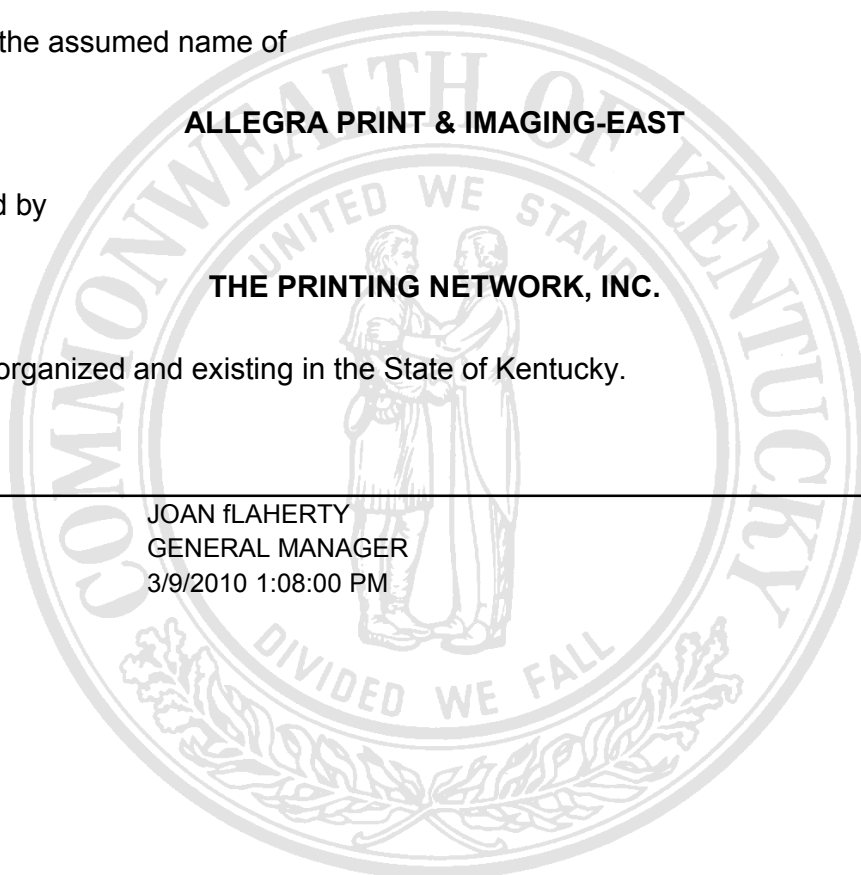 the assumed name of
ALLEGRA PRINT & IMAGING-EAST
d by
THE PRINTING NETWORK, INC.
organized and existing in the State of Kentucky.
JOAN fLAHERTY
GENERAL MANAGER
3/9/2010 1:08:00 PM
COMMONWEALTH OF KENTUCKY
UNITED WE STAND
DIVIDED WE FALL